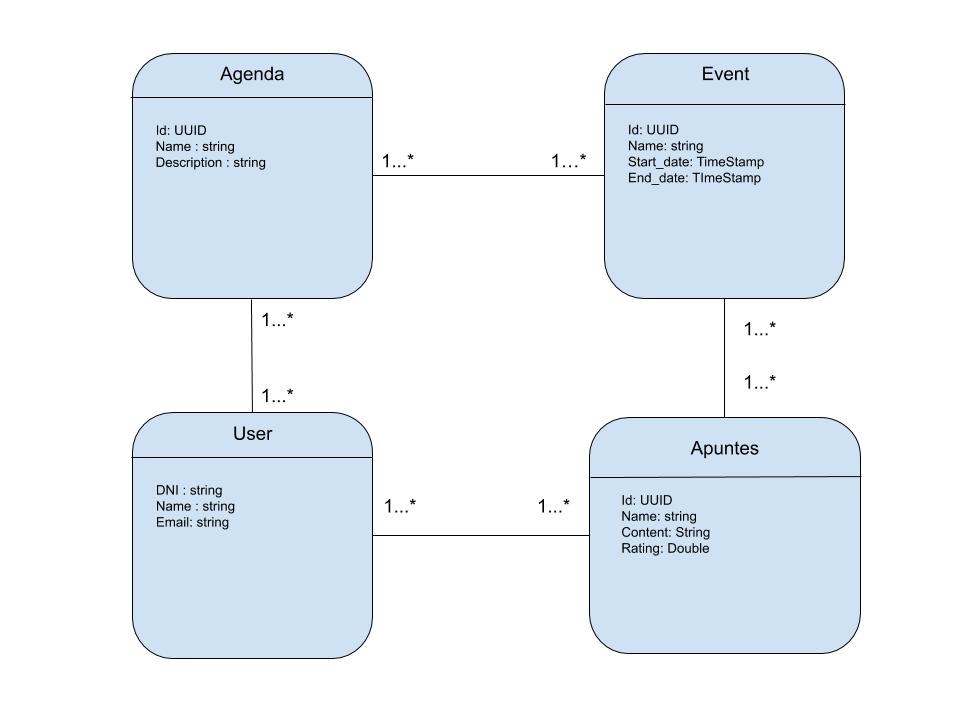 Agenda
Id: UUID
Name : string
Description : string
Event
Id: UUID
Name: string
Start_date: TimeStamp
End_date: TImeStamp
1...*
1...*
1...*
1...*
1...*
1...*
User
DNI : string
Name : string
Email: string
Apuntes
Id: UUID
Name: string
Content: String
Rating: Double
1...*
1...*